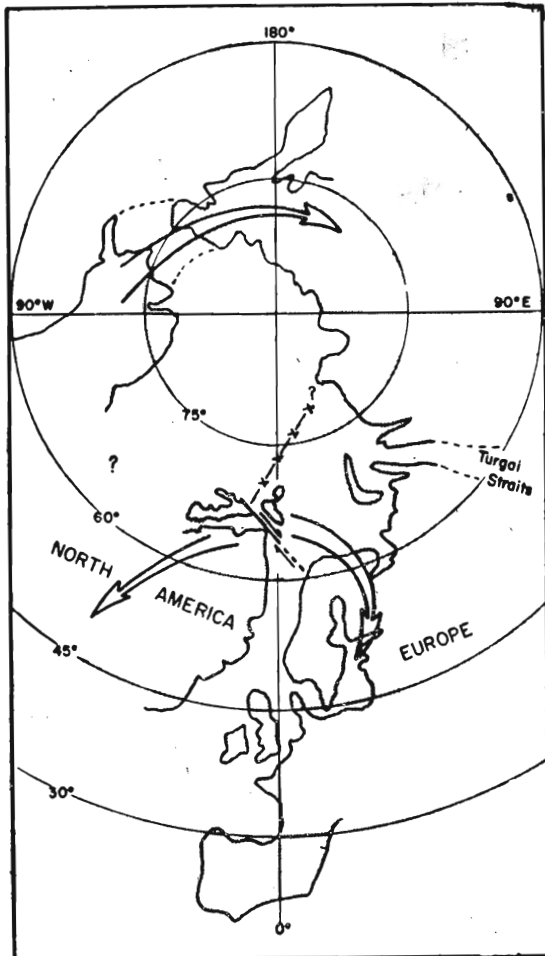 180°
90°W
90°E
?
75°
Turgai
Straits
?
60°
NORTH
AMERICA
EUROPE
45°
30°
0°